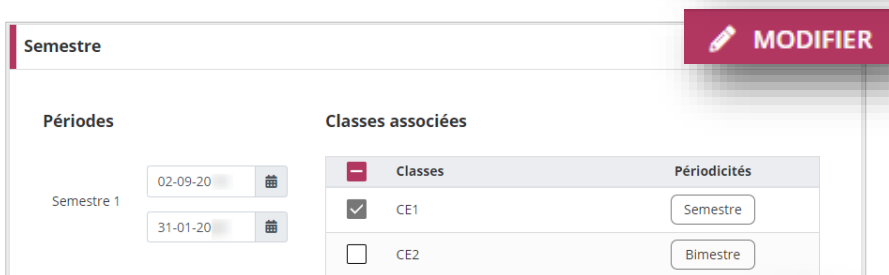 MODIFIER
Semestre
Périodes
Classes associées
Classes Périodicités
Semestre 1
02-09-20
31-01-20
CE1 Semestre
CE2 Bimestre